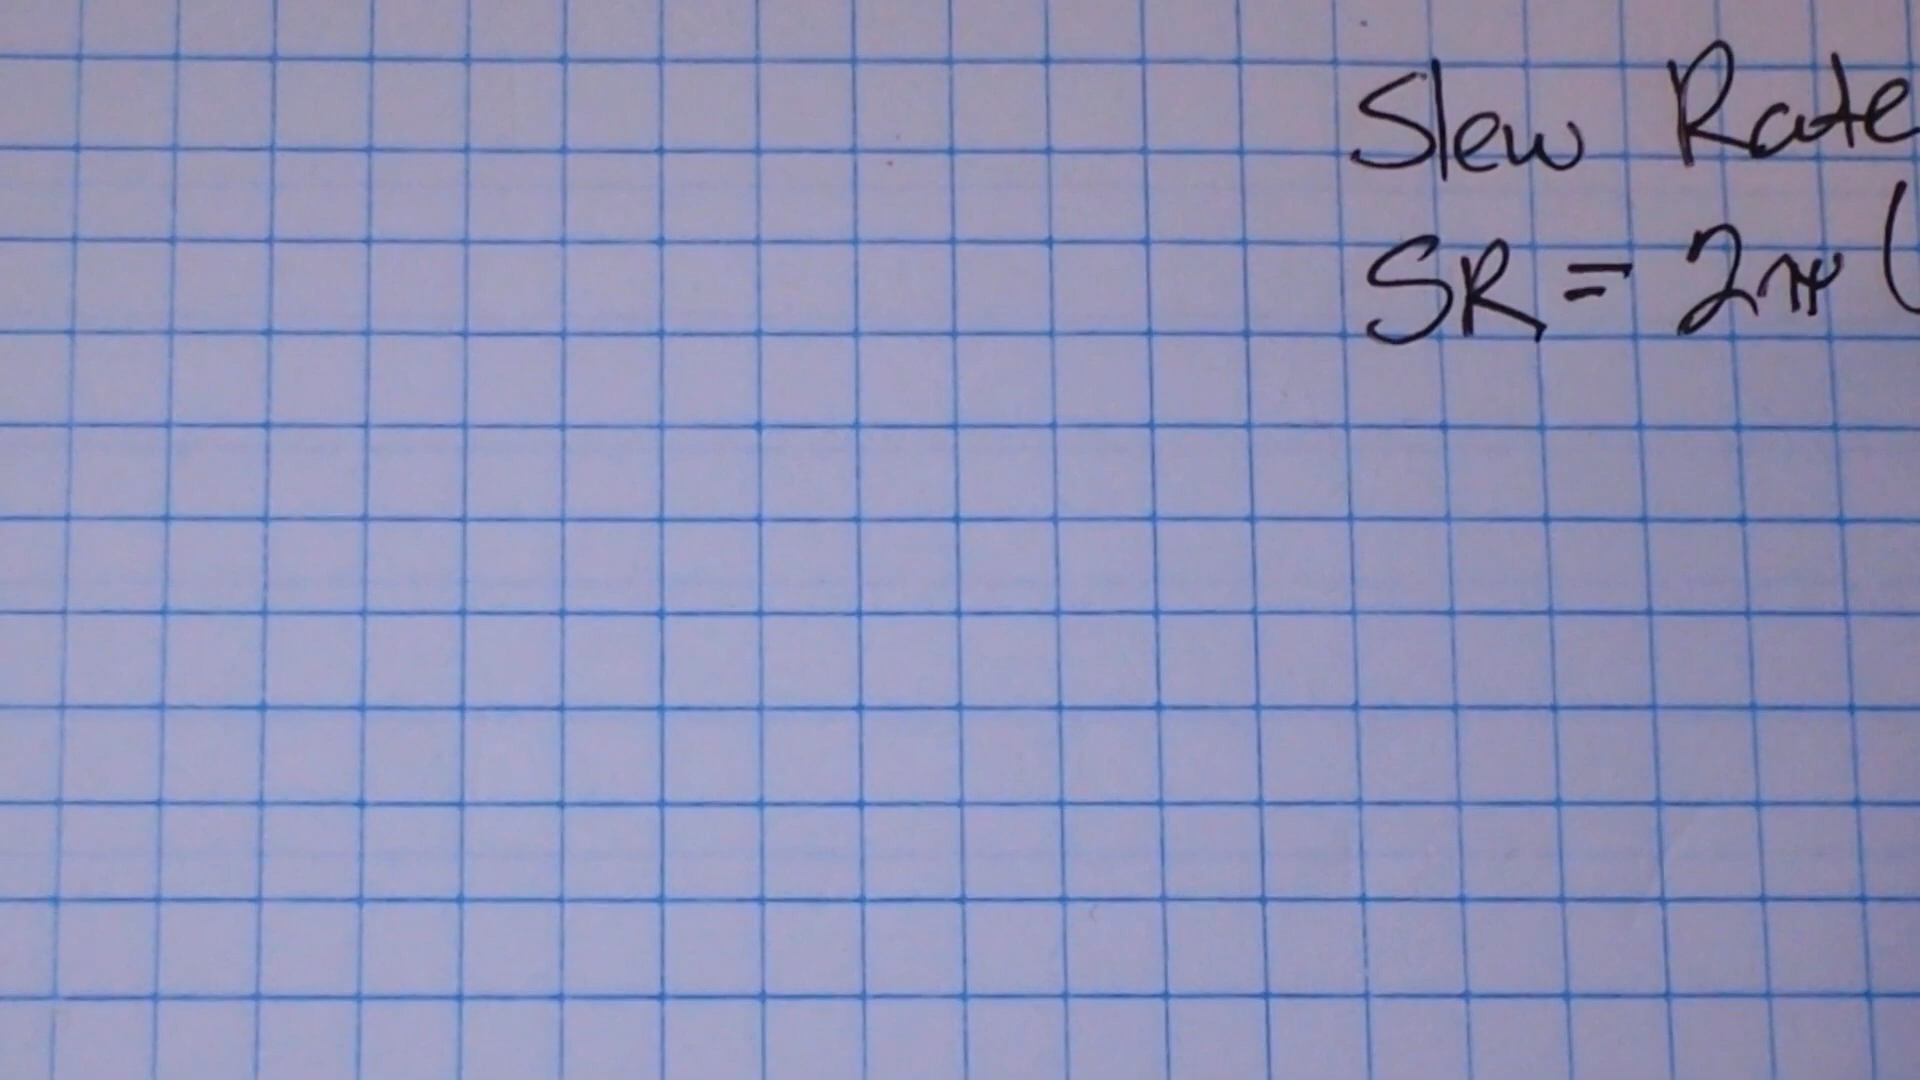 Slew Rate
SR = 2π (